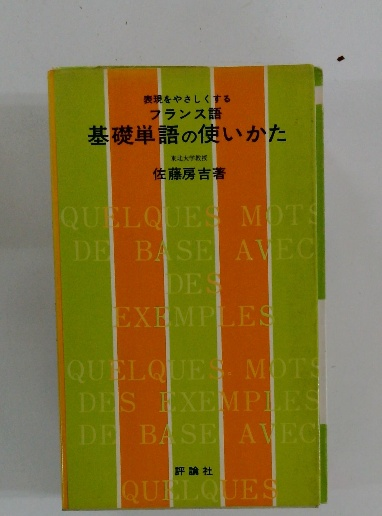 表現をやさしくする
フランス語
基礎単語の使いかた
東北大学教授
佐藤房吉著
QUELQUES MOTS
DE BASE AVEC
DES
EXEMPLES
QUELQUES MOTS
DES EXEMPLES
DE BASE AVEC
評論社
QUELQUES